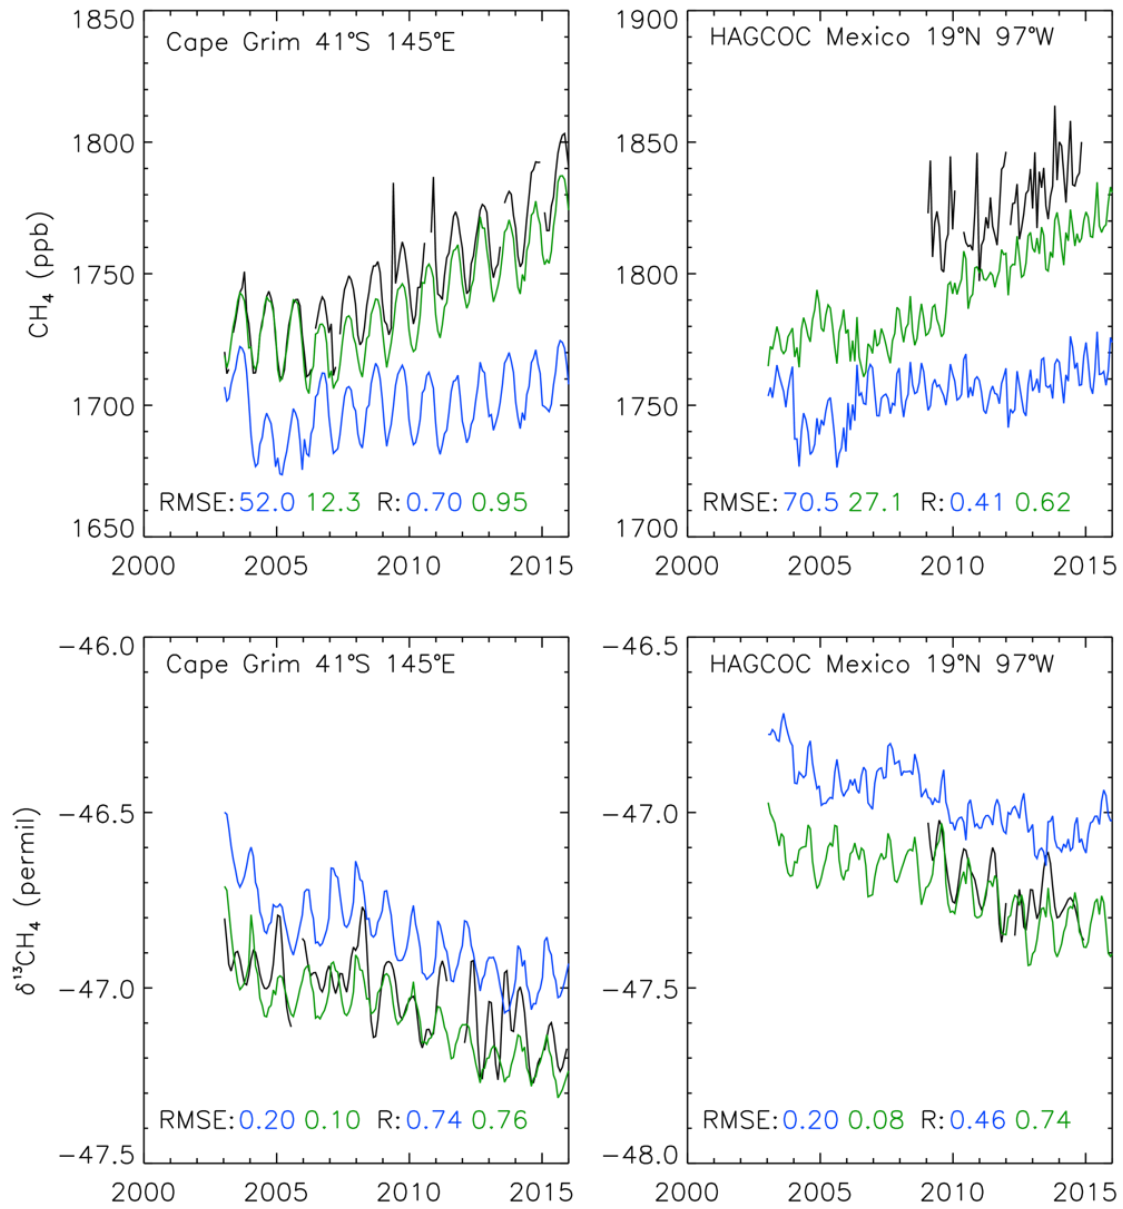 Cape Grim 41°S 145°E
CH₄ (ppb)
1850
1800
1750
1700
1650
RMSE: 52.0 12.3 R: 0.70 0.95
2000 2005 2010 2015
HAGCOC Mexico 19°N 97°W
1900
1850
1800
1750
1700
RMSE: 70.5 27.1 R: 0.41 0.62
2000 2005 2010 2015
Cape Grim 41°S 145°E
δ¹³CH₄ (permil)
−46.0
−46.5
−47.0
−47.5
RMSE: 0.20 0.10 R: 0.74 0.76
2000 2005 2010 2015
HAGCOC Mexico 19°N 97°W
−46.5
−47.0
−47.5
−48.0
RMSE: 0.20 0.08 R: 0.46 0.74
2000 2005 2010 2015